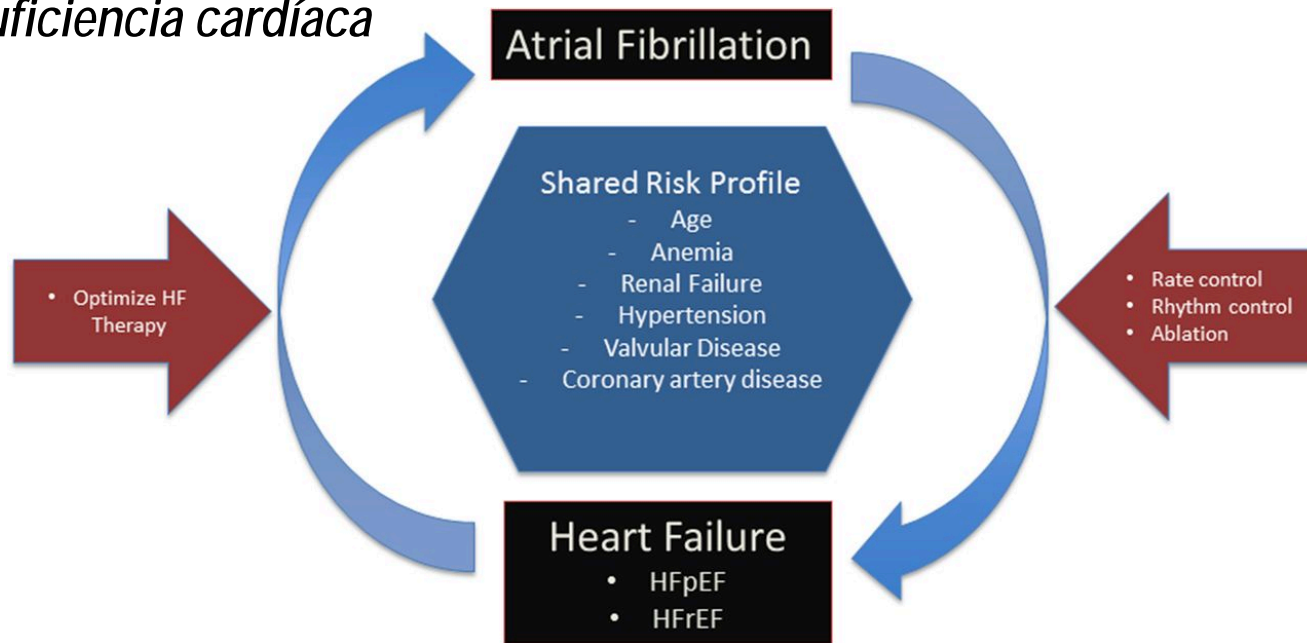 uficiencia cardíaca
Atrial Fibrillation
Shared Risk Profile
- Age
- Anemia
- Renal Failure
- Hypertension
- Valvular Disease
- Coronary artery disease
• Optimize HF
Therapy
• Rate control
• Rhythm control
• Ablation
Heart Failure
• HFpEF
• HFrEF